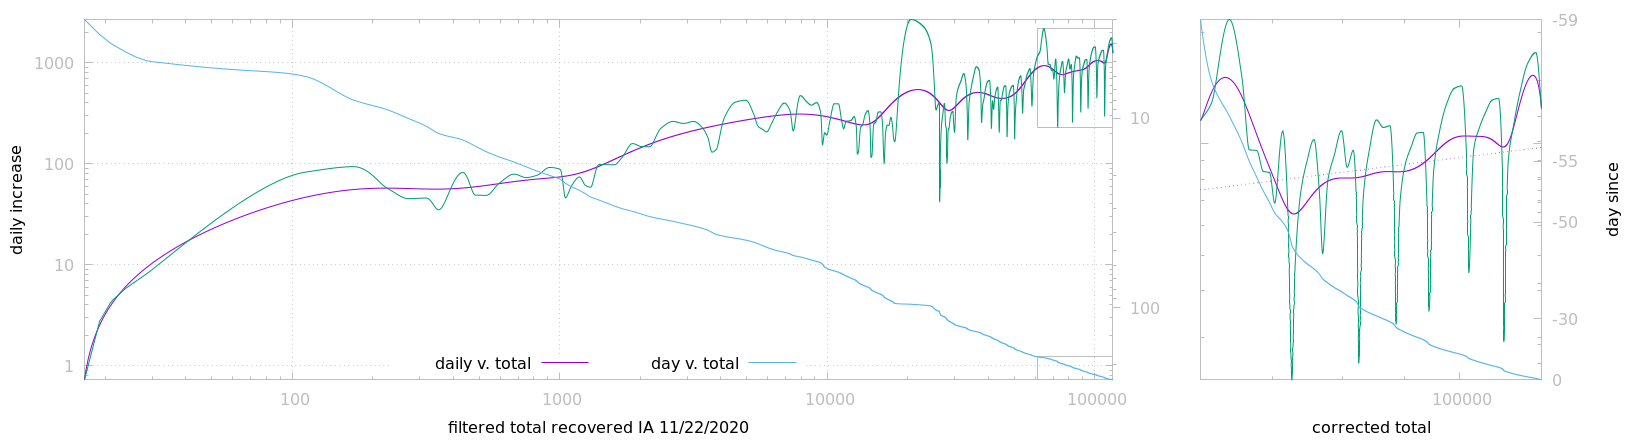 daily increase
1000
100
10
1
daily v. total
day v. total
100
1000
10000
100000
filtered total recovered IA 11/22/2020
10
100
-59
-55
-50
-30
0
day since
100000
corrected total